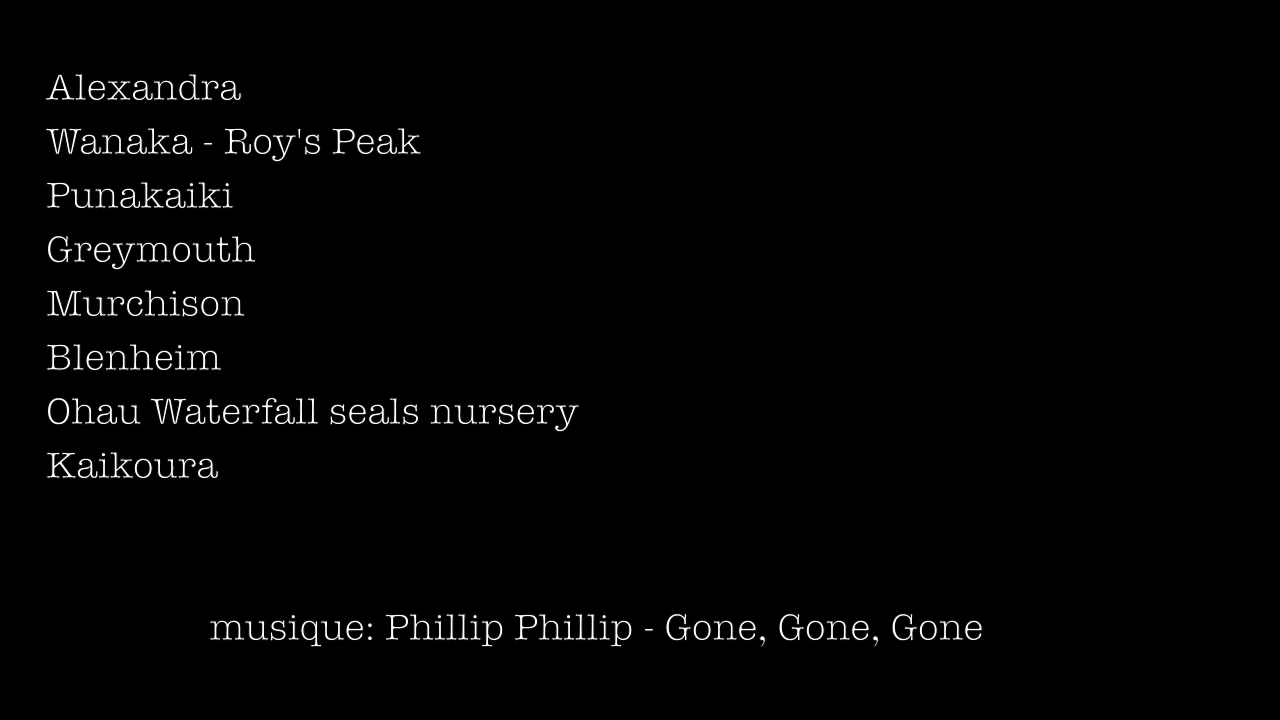 Alexandra
Wanaka - Roy's Peak
Punakaiki
Greymouth
Murchison
Blenheim
Ohau Waterfall seals nursery
Kaikoura
musique: Phillip Phillip - Gone, Gone, Gone